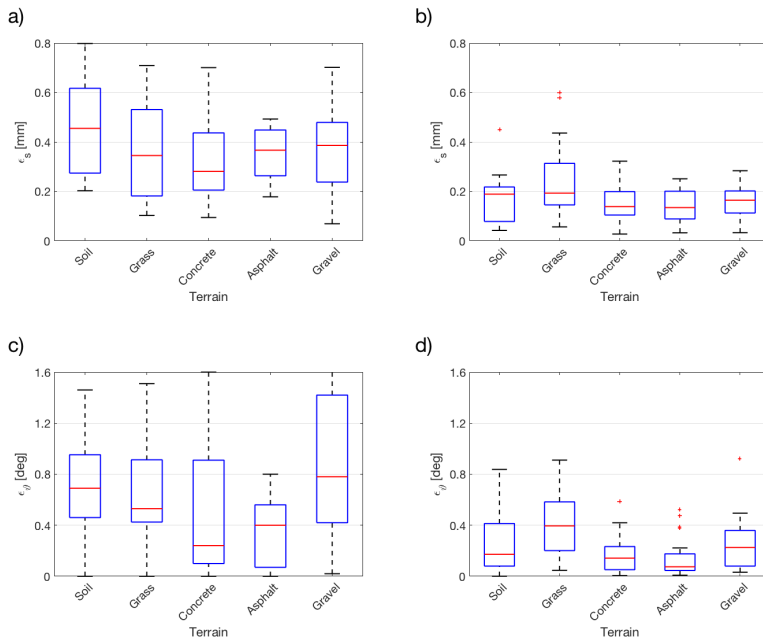 a)
0.8
0.6
0.4
0.2
0
ϵs [mm]
Soil
Grass
Concrete
Asphalt
Gravel
Terrain
b)
0.8
0.6
0.4
0.2
0
ϵs [mm]
Soil
Grass
Concrete
Asphalt
Gravel
Terrain
c)
1.6
1.2
0.8
0.4
0
ϵϑ [deg]
Soil
Grass
Concrete
Asphalt
Gravel
Terrain
d)
1.6
1.2
0.8
0.4
0
ϵϑ [deg]
Soil
Grass
Concrete
Asphalt
Gravel
Terrain